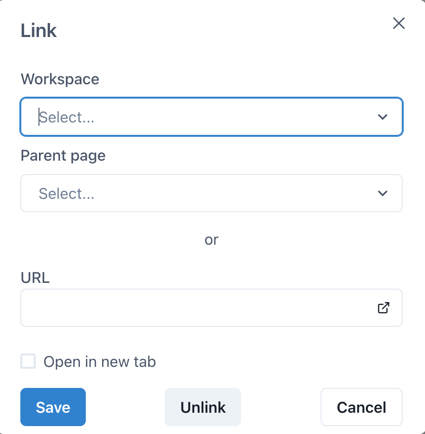 Link
Workspace
Select...
Parent page
Select...
or
URL
Open in new tab
Save
Unlink
Cancel